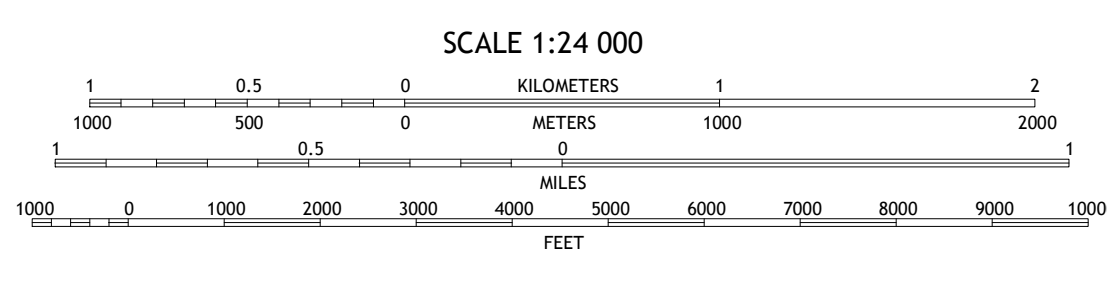 SCALE 1:24 000
1 0.5 0 KILOMETERS 1 2
1000 500 0 METERS 1000 2000
1 0.5 0 1
MILES
1000 0 1000 2000 3000 4000 5000 6000 7000 8000 9000 1000
FEET